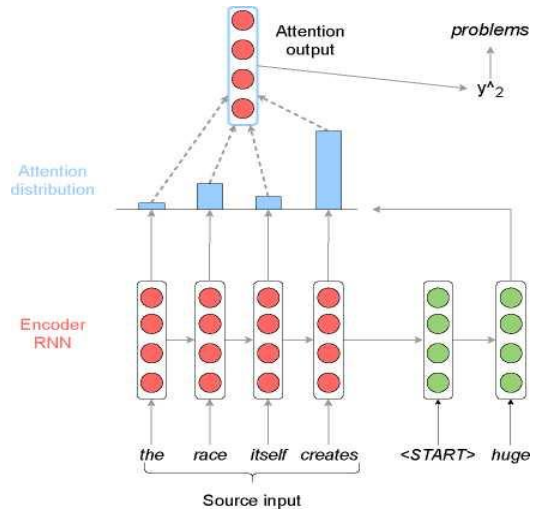 Attention
output
problems
y^2
Attention
distribution
Encoder
RNN
the race itself creates <START> huge
Source input